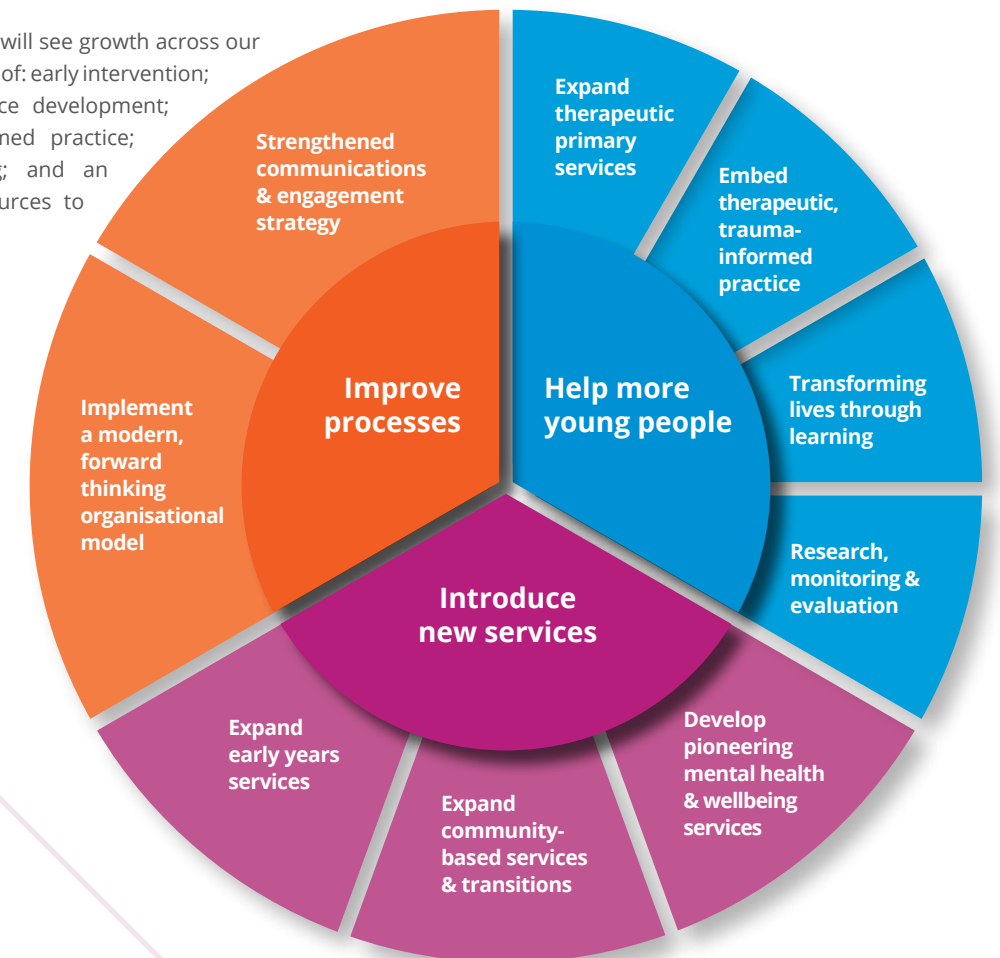 will see growth across our
of: early intervention;
development;
practice;
and an
to
Strengthened
communications
& engagement
strategy
Expand
therapeutic
primary
services
Embed
therapeutic,
trauma-
informed
practice
Transforming
lives through
learning
Research,
monitoring &
evaluation
Develop
pioneering
mental health
& wellbeing
services
Expand
community-
based services
& transitions
Expand
early years
services
Implement
a modern,
forward
thinking
organisational
model
Improve
processes
Help more
young people
Introduce
new services